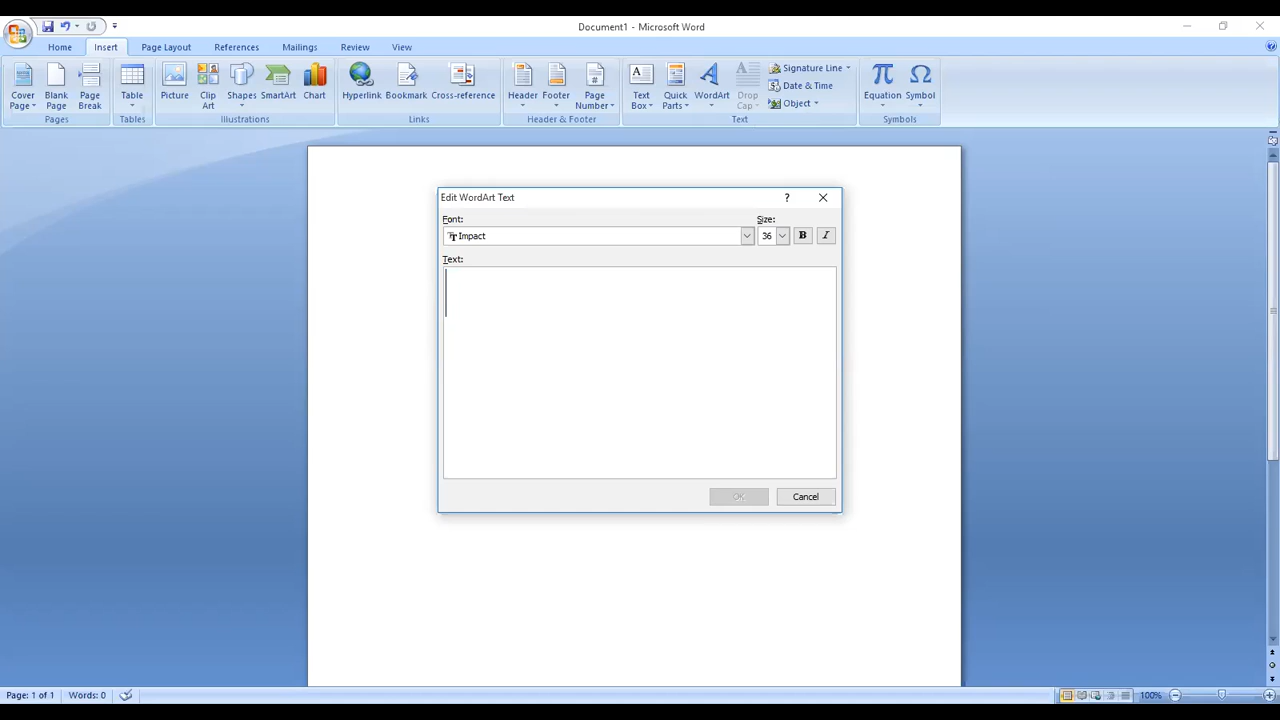 Document1 - Microsoft Word
Home Insert Page Layout References Mailings Review View
Cover Page Blank Page Page Break Table Picture Clip Art Shapes SmartArt Chart Hyperlink Bookmark Cross-reference Header Footer Page Number Text Box Quick Parts WordArt Drop Cap Signature Line Date & Time Object Equation Symbol
Pages Tables Illustrations Links Header & Footer Text Symbols
Edit WordArt Text ?
Font: Size:
Impact 36 B I
Text:
OK Cancel
Page: 1 of 1 Words: 0 100%